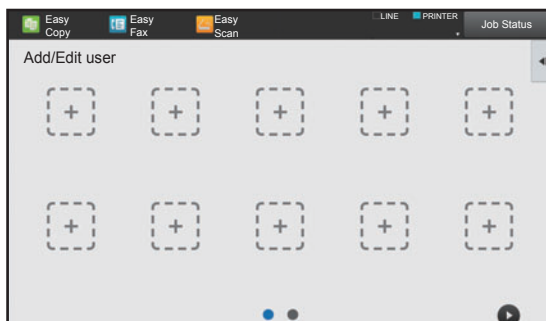 Easy Copy
Easy Fax
Easy Scan
LINE
PRINTER
Job Status
Add/Edit user